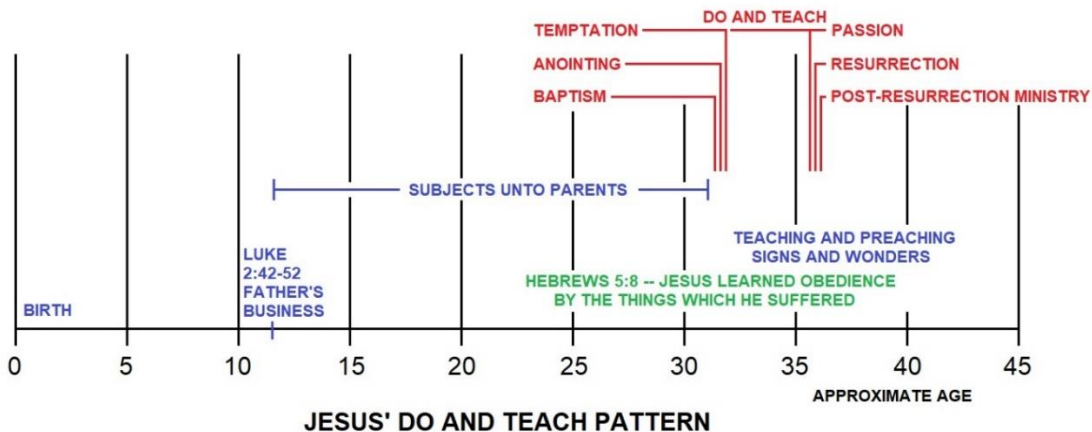 DO AND TEACH
TEMPTATION
PASSION
ANOINTING
RESURRECTION
BAPTISM
POST-RESURRECTION MINISTRY
SUBJECTS UNTO PARENTS
LUKE
2:42-52
FATHER'S
BUSINESS
TEACHING AND PREACHING
SIGNS AND WONDERS
HEBREWS 5:8 -- JESUS LEARNED OBEDIENCE
BY THE THINGS WHICH HE SUFFERED
BIRTH
0 5 10 15 20 25 30 35 40 45
APPROXIMATE AGE
JESUS' DO AND TEACH PATTERN